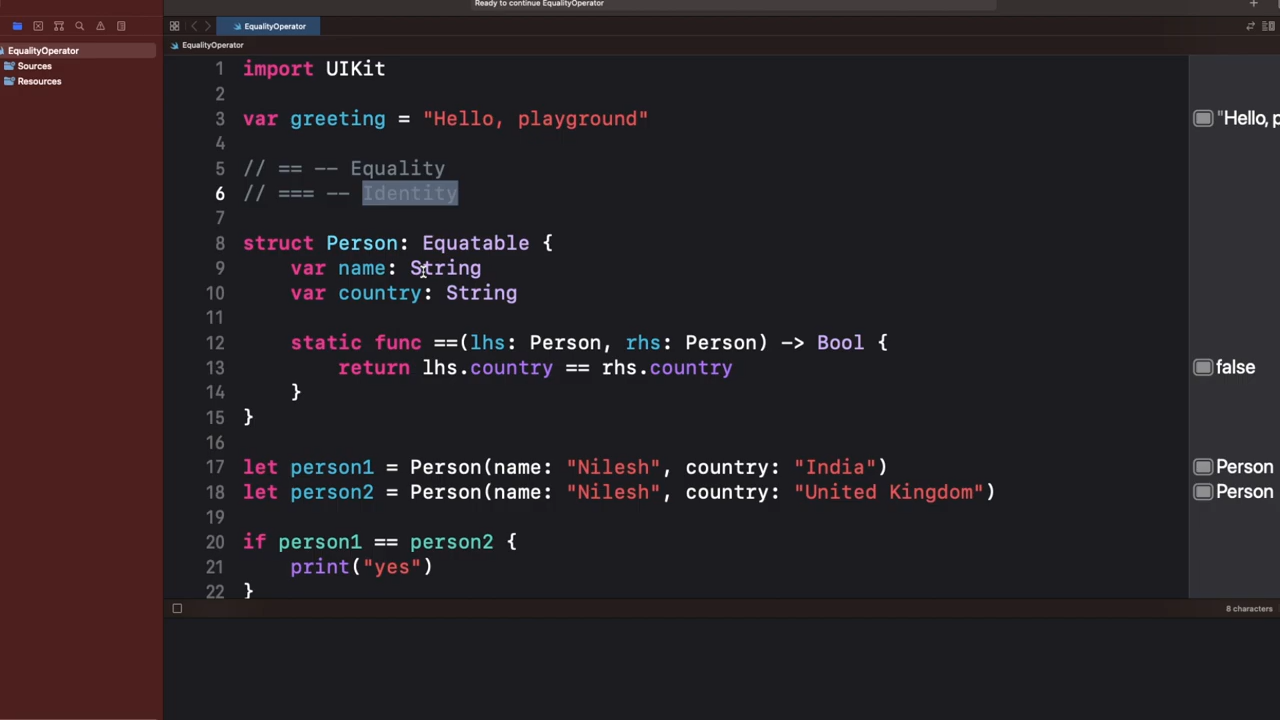 Ready to continue EqualityOperator
EqualityOperator
EqualityOperator
EqualityOperator
Sources
Resources
1 import UIKit
2
3 var greeting = "Hello, playground"
"Hello, p
4
5 // == -- Equality
6 // === -- Identity
7
8 struct Person: Equatable {
9 var name: String
10 var country: String
11
12 static func ==(lhs: Person, rhs: Person) -> Bool {
13 return lhs.country == rhs.country
false
14 }
15 }
16
17 let person1 = Person(name: "Nilesh", country: "India")
Person
18 let person2 = Person(name: "Nilesh", country: "United Kingdom")
Person
19
20 if person1 == person2 {
21 print("yes")
22 }
8 characters